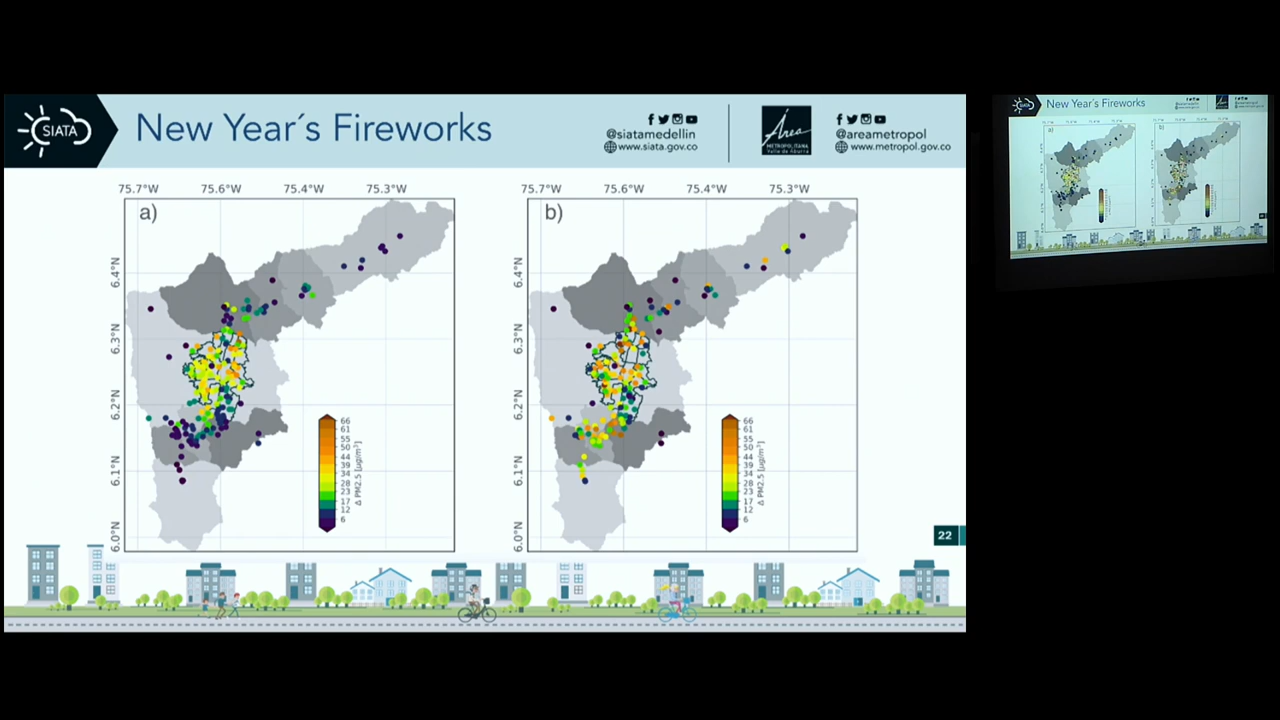 SIATA
New Year´s Fireworks
@siatamedellin
www.siata.gov.co
Área
METROPOLITANA
Valle de Aburrá
@areametropol
www.metropol.gov.co
75.7°W 75.6°W 75.4°W 75.3°W
a)
6.4°N
6.3°N
6.2°N
6.1°N
6.0°N
66
61
55
50
44
39
34
28
23
17
12
6
Δ PM2.5 [µg/m³]
75.7°W 75.6°W 75.4°W 75.3°W
b)
6.4°N
6.3°N
6.2°N
6.1°N
6.0°N
66
61
55
50
44
39
34
28
23
17
12
6
Δ PM2.5 [µg/m³]
22
New Year´s Fireworks